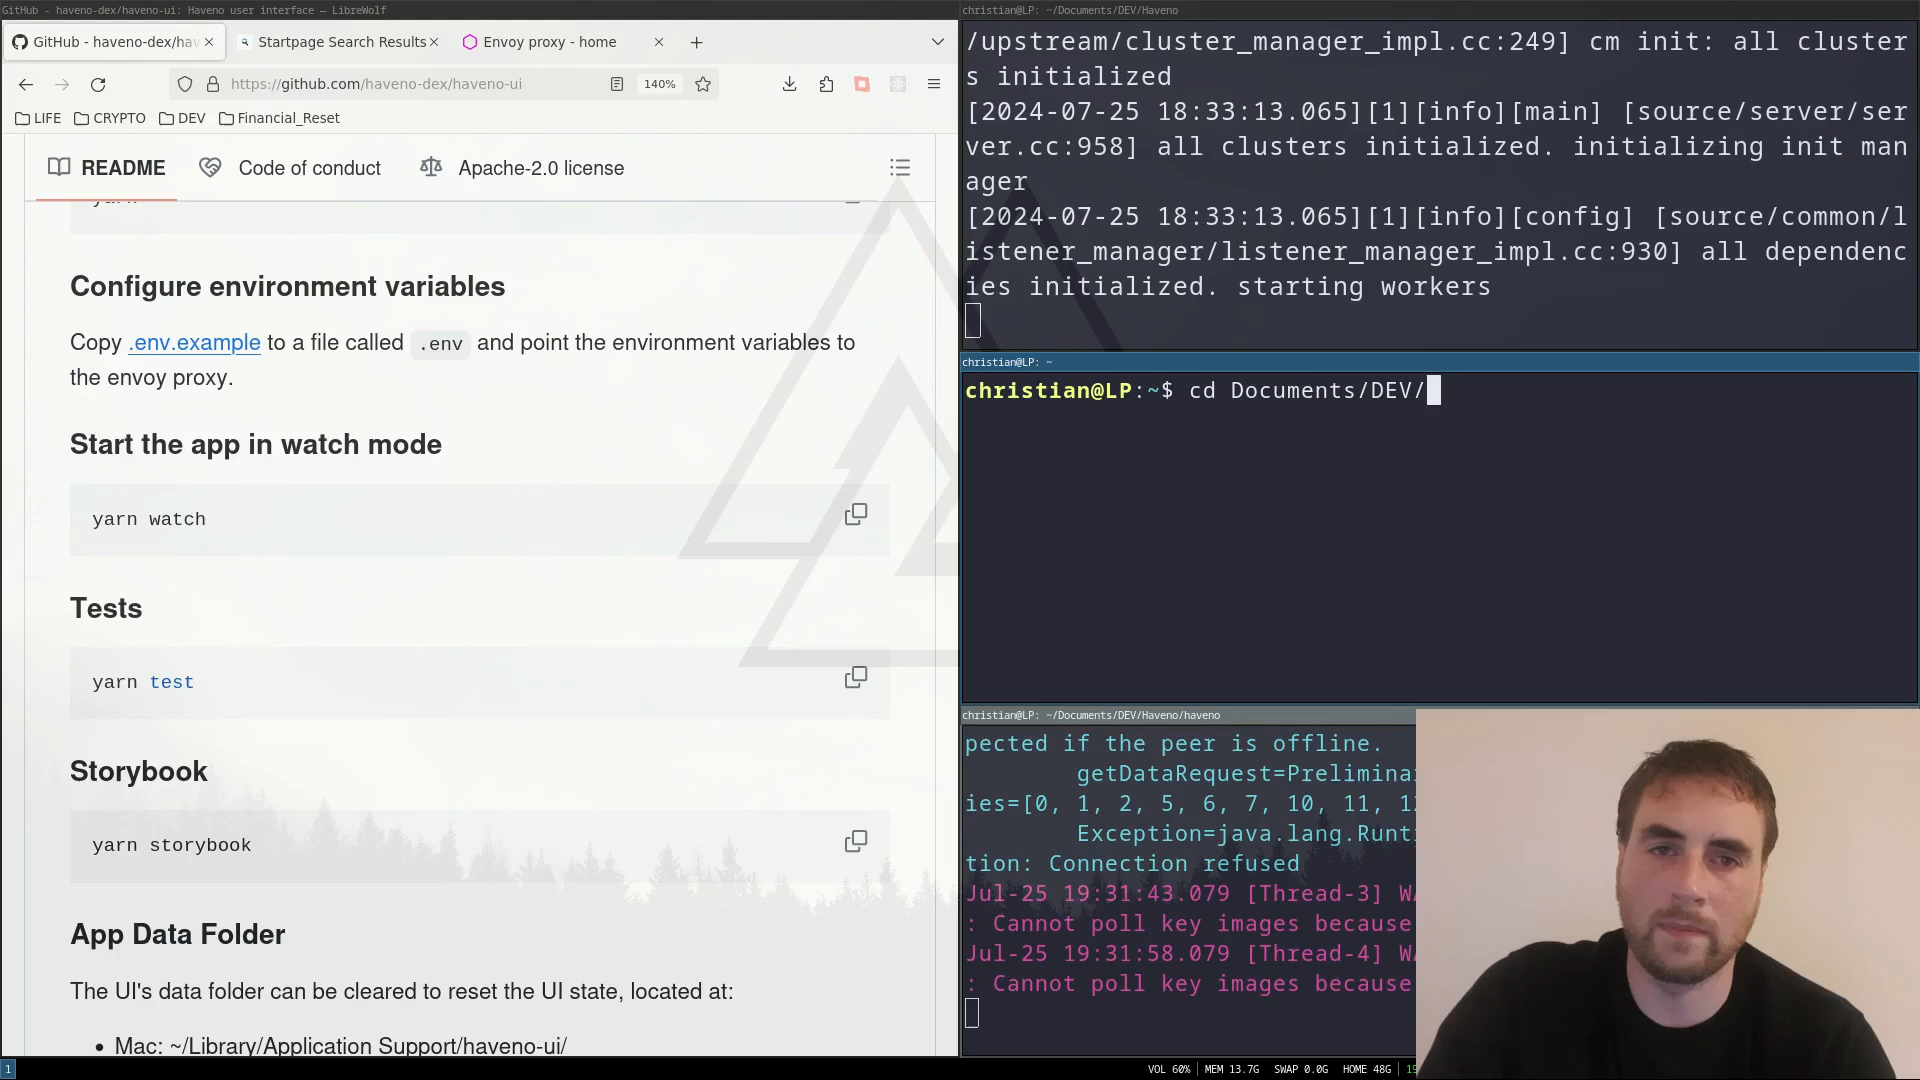 GitHub - haveno-dex/haveno-ui: Haveno user interface — LibreWolf
GitHub - haveno-dex/hav
Startpage Search Results
Envoy proxy - home
https://github.com/haveno-dex/haveno-ui
140%
LIFE
CRYPTO
DEV
Financial_Reset
README
Code of conduct
Apache-2.0 license
Configure environment variables
Copy .env.example to a file called .env and point the environment variables to
the envoy proxy.
Start the app in watch mode
yarn watch
Tests
yarn test
Storybook
yarn storybook
App Data Folder
The UI's data folder can be cleared to reset the UI state, located at:
• Mac: ~/Library/Application Support/haveno-ui/
christian@LP: ~/Documents/DEV/Haveno
/upstream/cluster_manager_impl.cc:249] cm init: all cluster
s initialized
[2024-07-25 18:33:13.065][1][info][main] [source/server/ser
ver.cc:958] all clusters initialized. initializing init man
ager
[2024-07-25 18:33:13.065][1][info][config] [source/common/l
istener_manager/listener_manager_impl.cc:930] all dependenc
ies initialized. starting workers
christian@LP: ~
christian@LP:~$ cd Documents/DEV/
christian@LP: ~/Documents/DEV/Haveno/haveno
pected if the peer is offline.
getDataRequest=Prelimina
ies=[0, 1, 2, 5, 6, 7, 10, 11, 1
Exception=java.lang.Runt
tion: Connection refused
Jul-25 19:31:43.079 [Thread-3] W
: Cannot poll key images because
Jul-25 19:31:58.079 [Thread-4] W
: Cannot poll key images because
1
VOL 60% | MEM 13.7G SWAP 0.0G HOME 48G | 19